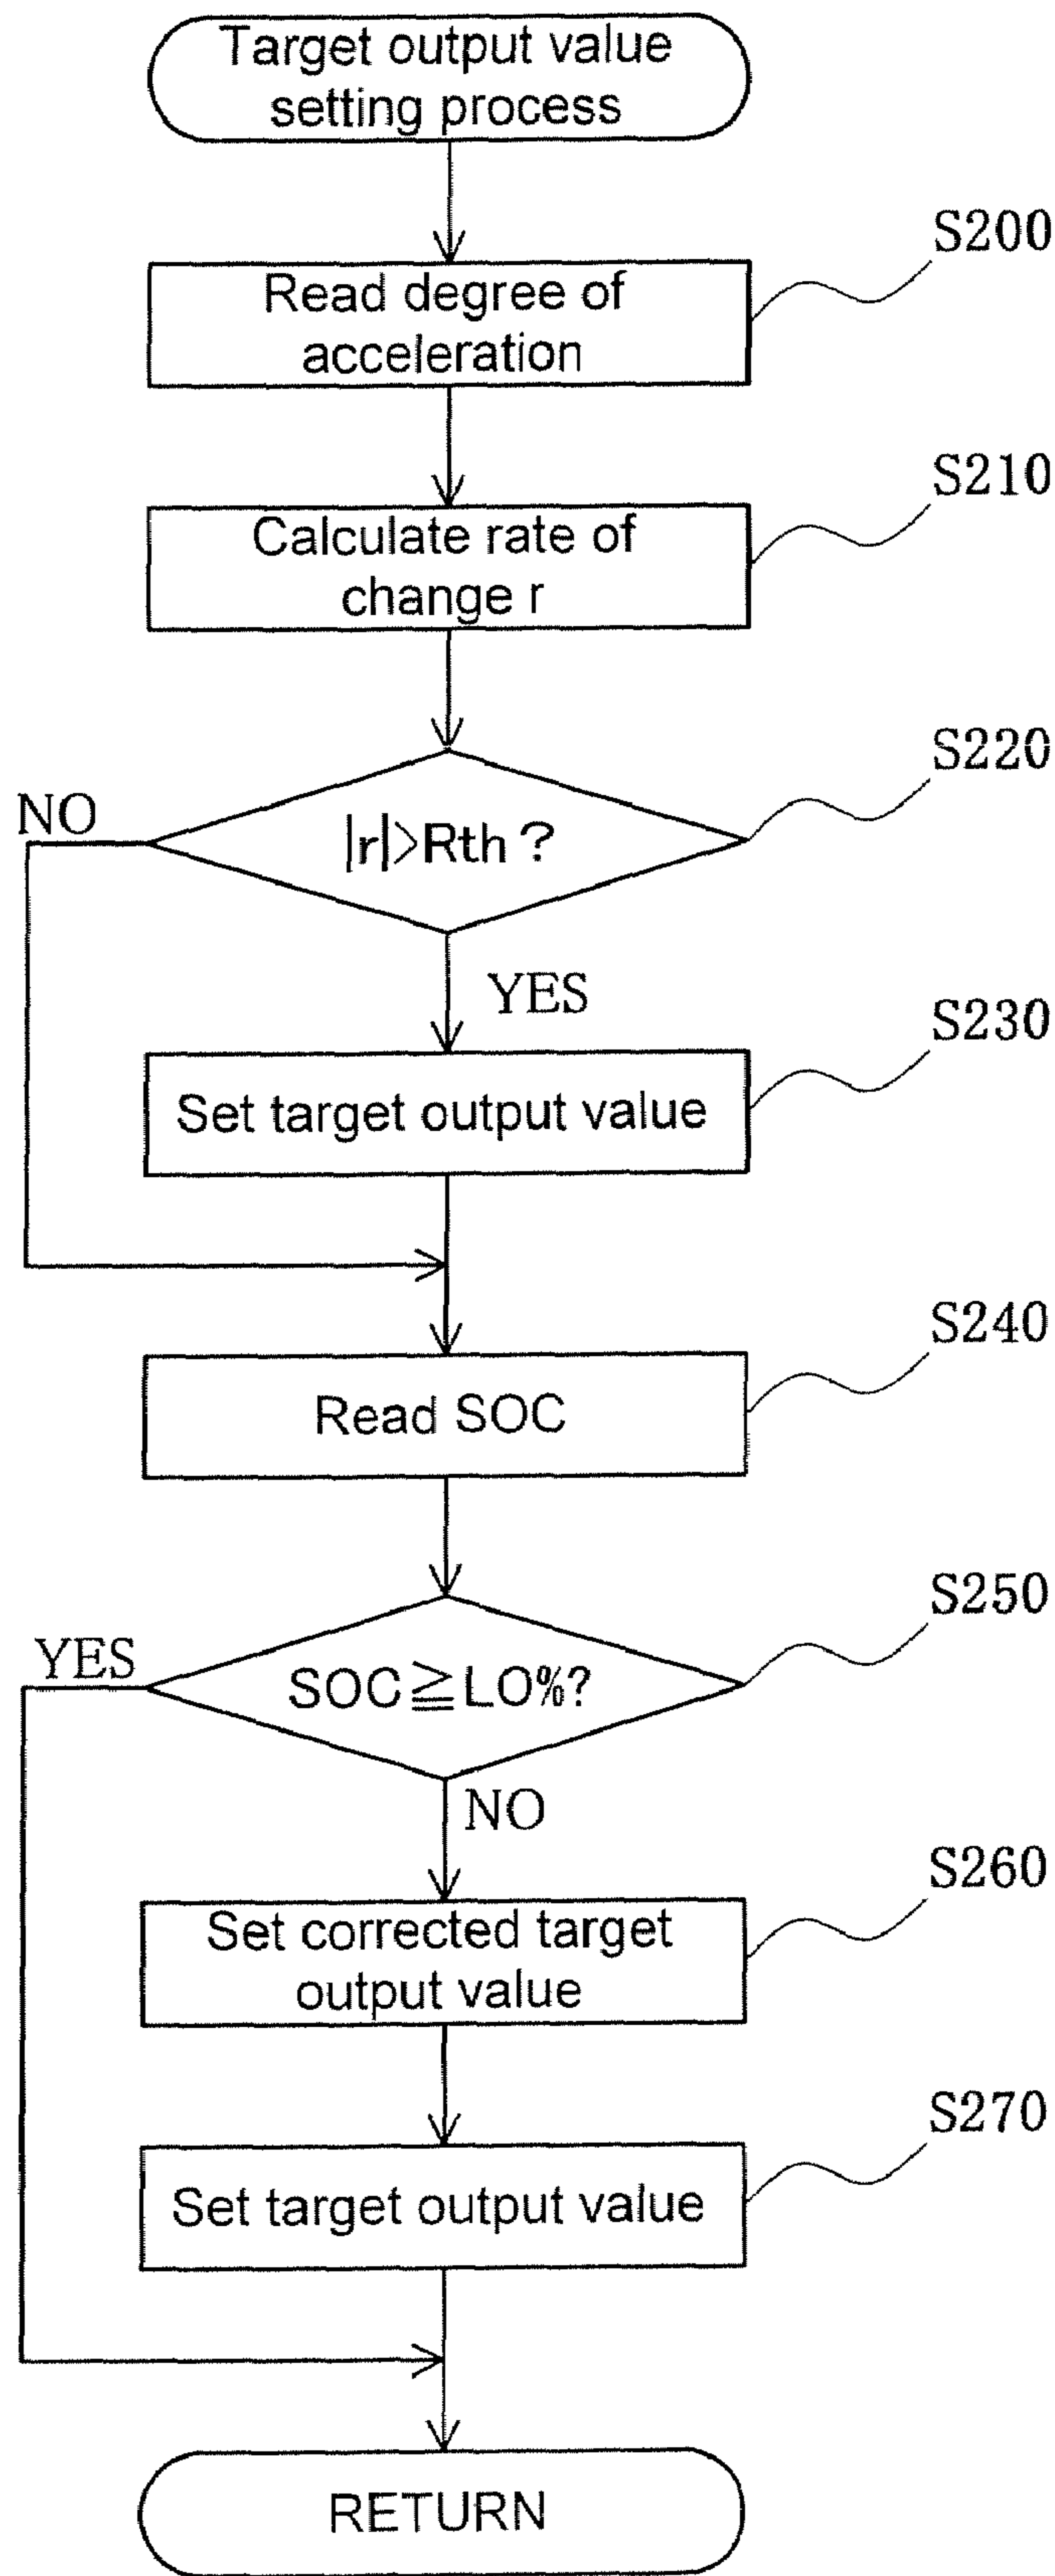 Target output value
setting process
S200
Read degree of
acceleration
S210
Calculate rate of
change r
S220
NO
|r|>Rth ?
YES
S230
Set target output value
S240
Read SOC
S250
YES
SOC≧LO%?
NO
S260
Set corrected target
output value
S270
Set target output value
RETURN